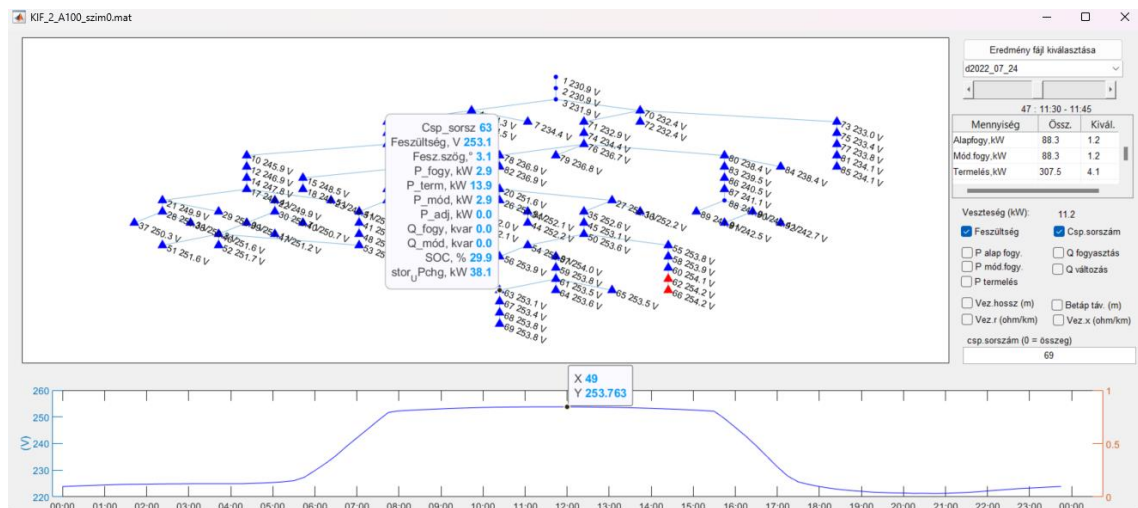 KIF_2_A100_szim0.mat
1 230.9 V
2 230.9 V
3 231.9 V
70 232.4 V
7 234.4 V
71 232.9 V
72 232.4 V
73 233.0 V
74 234.4 V
75 233.4 V
76 236.7 V
77 233.8 V
78 236.9 V
79 236.8 V
80 238.4 V
84 238.4 V
81 234.1 V
82 238.9 V
83 239.5 V
85 234.1 V
86 240.5 V
87 241.1 V
10 245.9 V
12 246.9 V
15 248.5 V
14 247.8 V
20 251.6 V
21 249.9 V
35 252.6 V
45 253.1 V
44 252.2 V
50 253.6 V
37 250.3 V
51 251.6 V
52 251.7 V
55 253.8 V
56 253.9 V
58 253.9 V
59 253.8 V
60 254.1 V
61 253.5 V
62 254.2 V
63 253.1 V
64 253.6 V
65 253.5 V
66 254.2 V
67 253.4 V
68 253.8 V
69 253.8 V
Csp_sorsz 63
Feszültség, V 253.1
Fesz.szög,° 3.1
P_fogy, kW 2.9
P_term, kW 13.9
P_mód, kW 2.9
P_adj, kW 0.0
Q_fogy, kvar 0.0
Q_mód, kvar 0.0
SOC, % 29.9
stor_UPchg, kW 38.1
Eredmény fájl kiválasztása
d2022_07_24
47 : 11:30 - 11:45
Mennyiség Össz. Kivál.
Alapfogy,kW 88.3 1.2
Mód.fogy,kW 88.3 1.2
Termelés,kW 307.5 4.1
Veszteség (kW): 11.2
Feszültség Csp.sorszám
P alap fogy. Q fogyasztás
P mód.fogy. Q változás
P termelés
Vez.hossz (m) Betáp táv. (m)
Vez.r (ohm/km) Vez.x (ohm/km)
csp.sorszám (0 = összeg)
69
X 49
Y 253.763
260
250
240
230
220
(V)
1
0.5
0
00:00 01:00 02:00 03:00 04:00 05:00 06:00 07:00 08:00 09:00 10:00 11:00 12:00 13:00 14:00 15:00 16:00 17:00 18:00 19:00 20:00 21:00 22:00 23:00 00:00